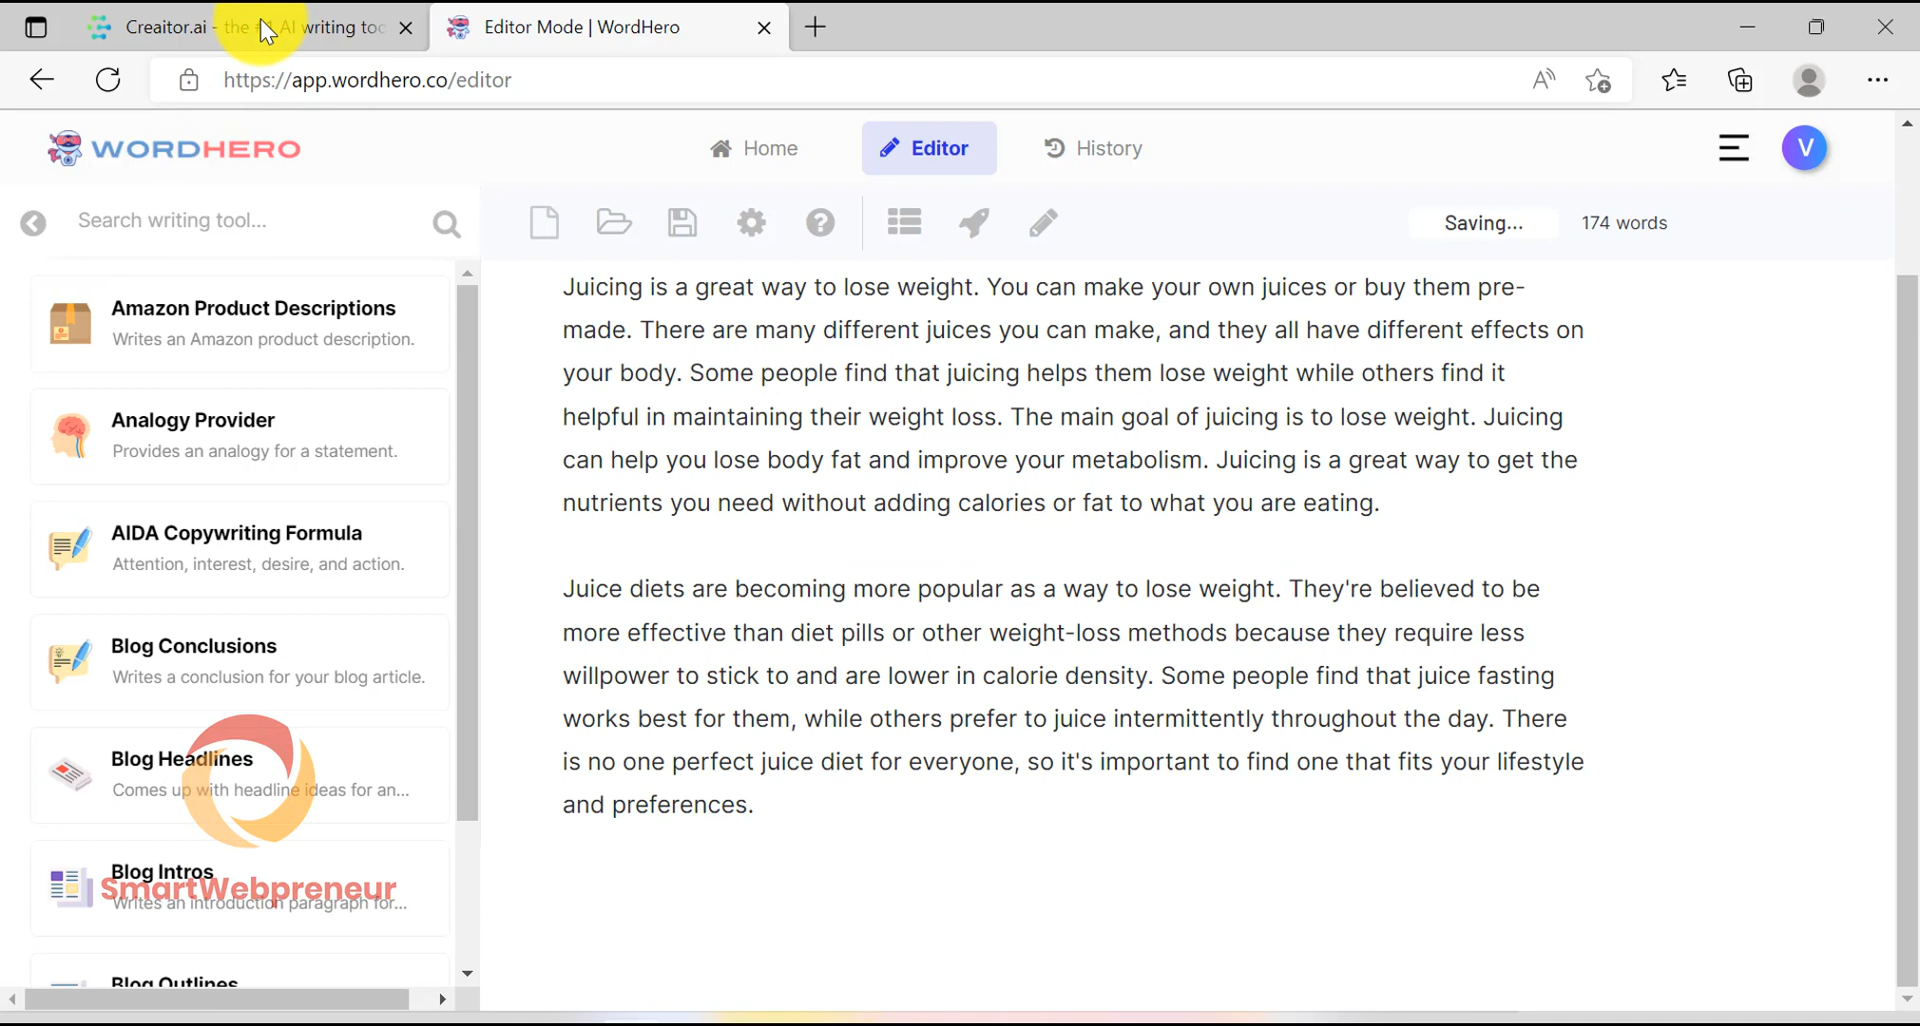 Creaitor.ai - the #1 AI writing too
Editor Mode | WordHero
https://app.wordhero.co/editor
WORDHERO
Home
Editor
History
V
Search writing tool...
Saving...
174 words
Amazon Product Descriptions
Writes an Amazon product description.
Analogy Provider
Provides an analogy for a statement.
AIDA Copywriting Formula
Attention, interest, desire, and action.
Blog Conclusions
Writes a conclusion for your blog article.
Blog Headlines
Comes up with headline ideas for an...
Blog Intros
SmartWebpreneur
Writes an introduction paragraph for...
Blog Outlines
Juicing is a great way to lose weight. You can make your own juices or buy them pre-
made. There are many different juices you can make, and they all have different effects on
your body. Some people find that juicing helps them lose weight while others find it
helpful in maintaining their weight loss. The main goal of juicing is to lose weight. Juicing
can help you lose body fat and improve your metabolism. Juicing is a great way to get the
nutrients you need without adding calories or fat to what you are eating.
Juice diets are becoming more popular as a way to lose weight. They're believed to be
more effective than diet pills or other weight-loss methods because they require less
willpower to stick to and are lower in calorie density. Some people find that juice fasting
works best for them, while others prefer to juice intermittently throughout the day. There
is no one perfect juice diet for everyone, so it's important to find one that fits your lifestyle
and preferences.